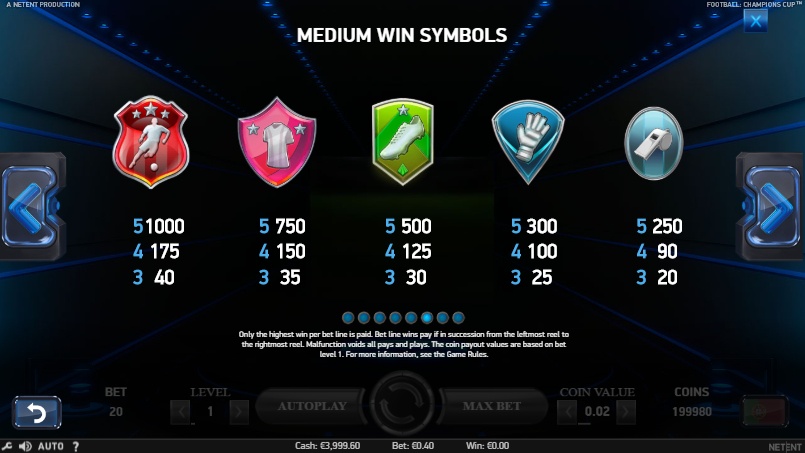 A NETENT PRODUCTION
FOOTBALL: CHAMPIONS CUP™
X
MEDIUM WIN SYMBOLS
5 1000
4 175
3 40
5 750
4 150
3 35
5 500
4 125
3 30
5 300
4 100
3 25
5 250
4 90
3 20
Only the highest win per bet line is paid. Bet line wins pay if in succession from the leftmost reel to
the rightmost reel. Malfunction voids all pays and plays. The coin payout values are based on bet
level 1. For more information, see the Game Rules.
BET
20
LEVEL
1
AUTOPLAY
MAX BET
COIN VALUE
0.02
COINS
199980
AUTO ?
Cash: €3,999.60 Bet: €0.40 Win: €0.00
NETENT